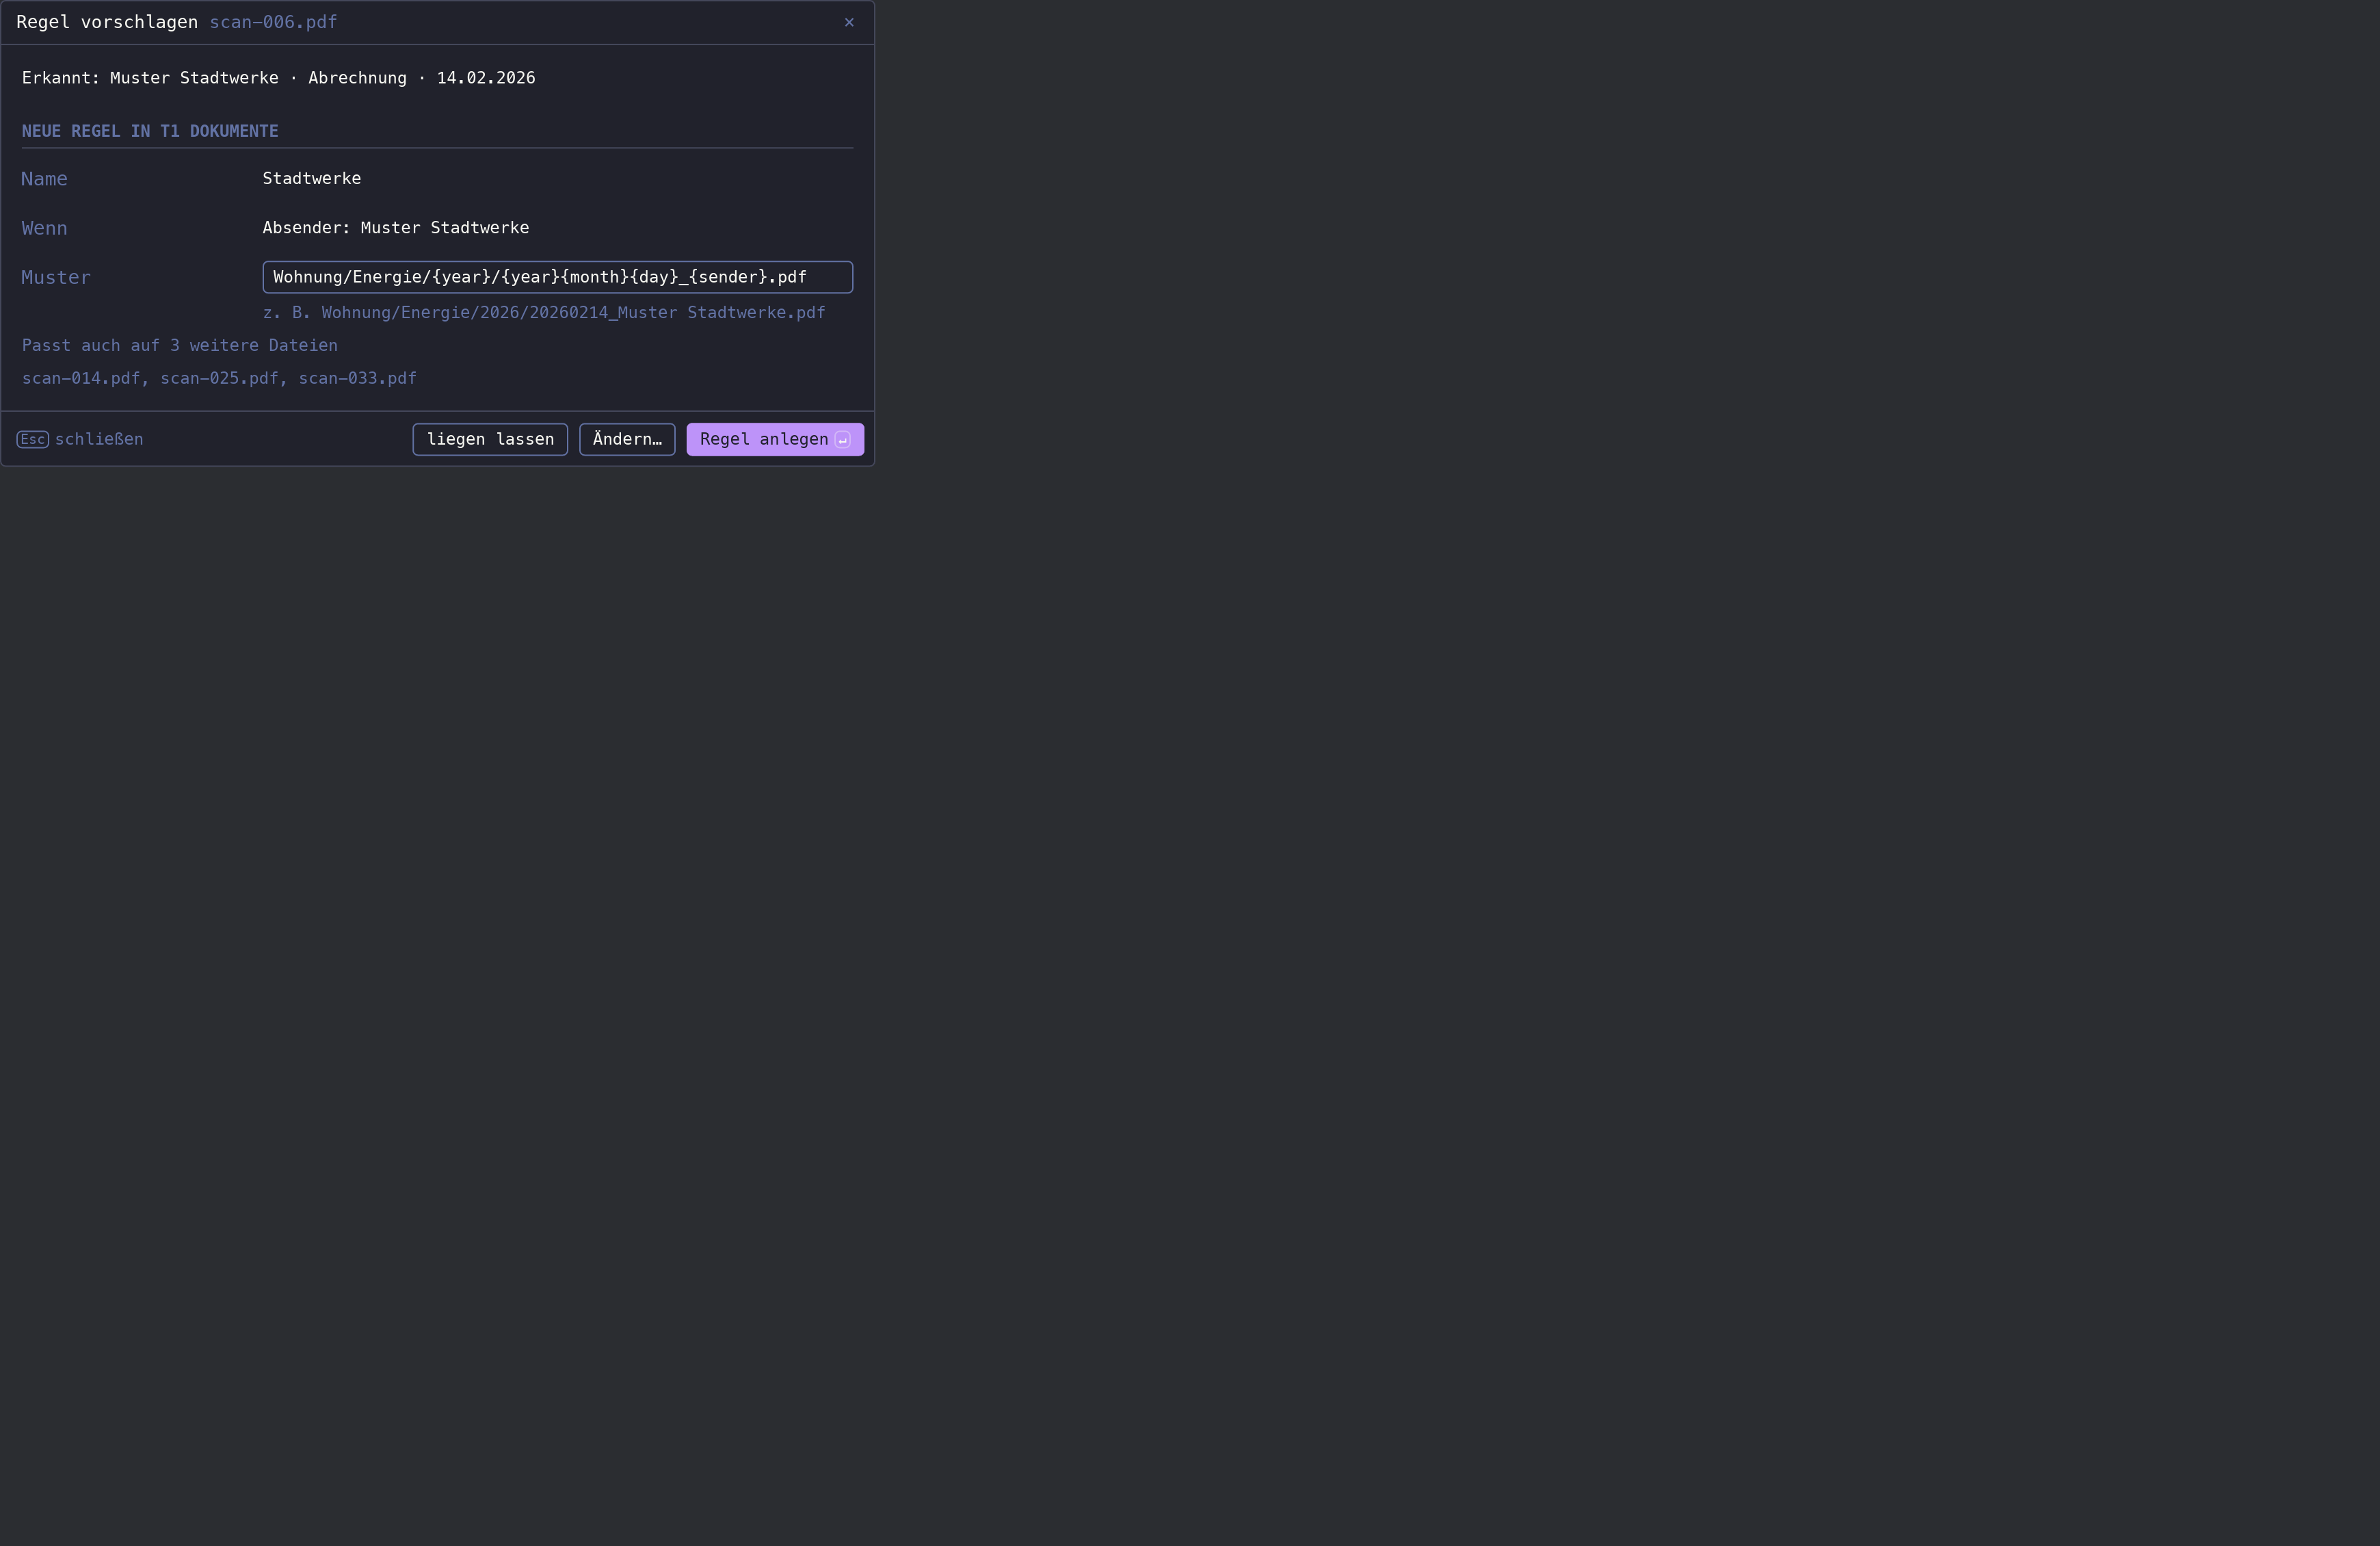 Regel vorschlagen scan-006.pdf ×
Erkannt: Muster Stadtwerke · Abrechnung · 14.02.2026
NEUE REGEL IN T1 DOKUMENTE
Name Stadtwerke
Wenn Absender: Muster Stadtwerke
Muster Wohnung/Energie/{year}/{year}{month}{day}_{sender}.pdf
z. B. Wohnung/Energie/2026/20260214_Muster Stadtwerke.pdf
Passt auch auf 3 weitere Dateien
scan-014.pdf, scan-025.pdf, scan-033.pdf
Esc schließen liegen lassen Ändern… Regel anlegen ↵